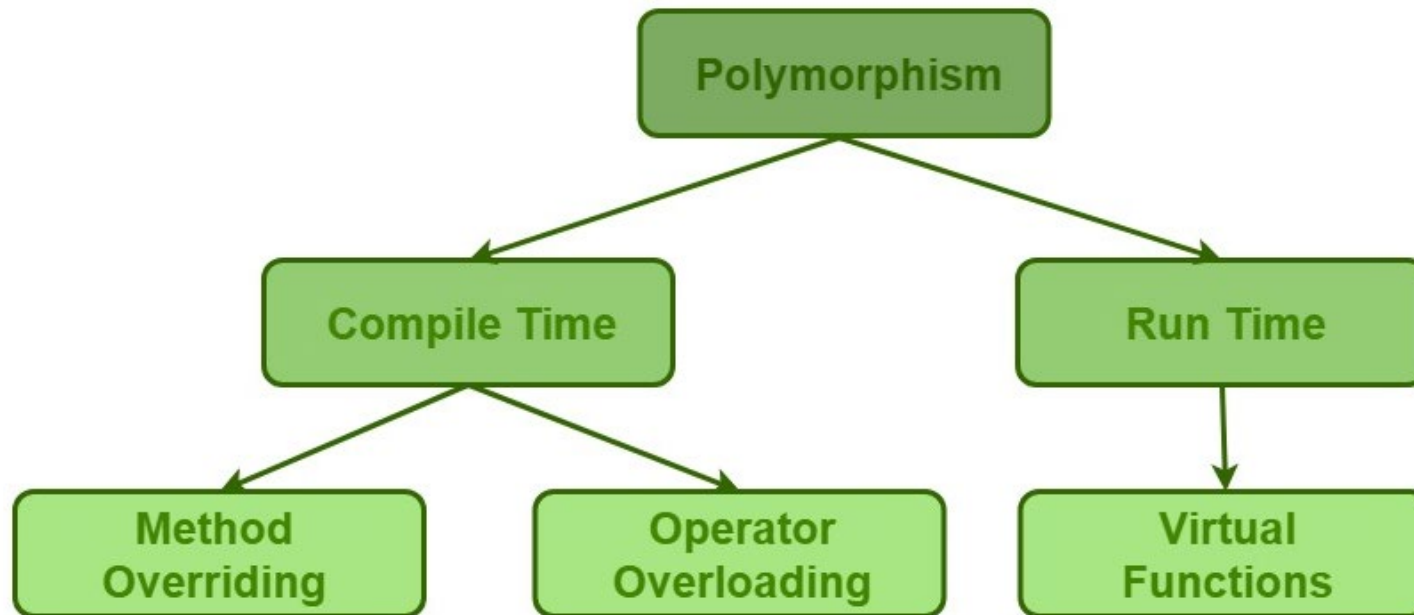 Polymorphism
Compile Time
Run Time
Method
Overriding
Operator
Overloading
Virtual
Functions